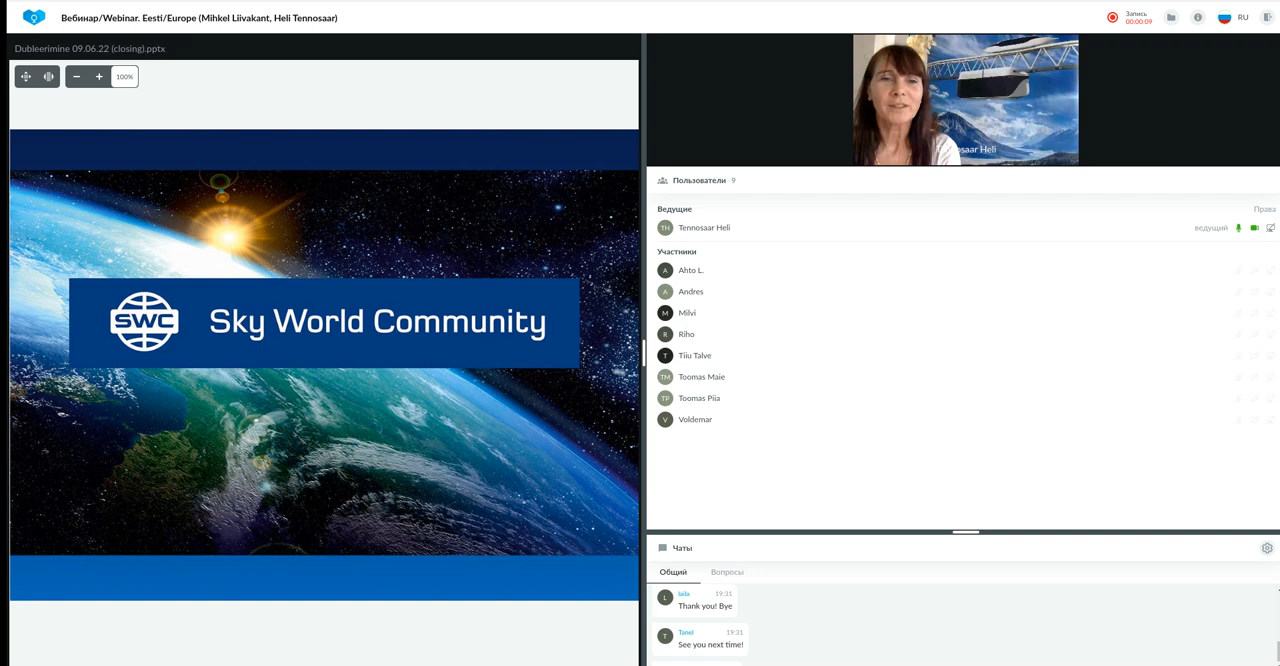 Вебинар/Webinar. Eesti/Europe (Mihkel Liivakant, Heli Tennosaar)
Запись
00:00:09
RU
Dubleerimine 09.06.22 (closing).pptx
100%
SWC
Sky World Community
saar Heli
Пользователи 9
Ведущие
Права
TH Tennosaar Heli
ведущий
Участники
A Ahto L.
A Andres
M Milvi
R Riho
T Tiiu Talve
TM Toomas Maie
TP Toomas Piia
V Voldemar
Чаты
Общий
Вопросы
L laila 19:31
Thank you! Bye
T Tanel 19:31
See you next time!